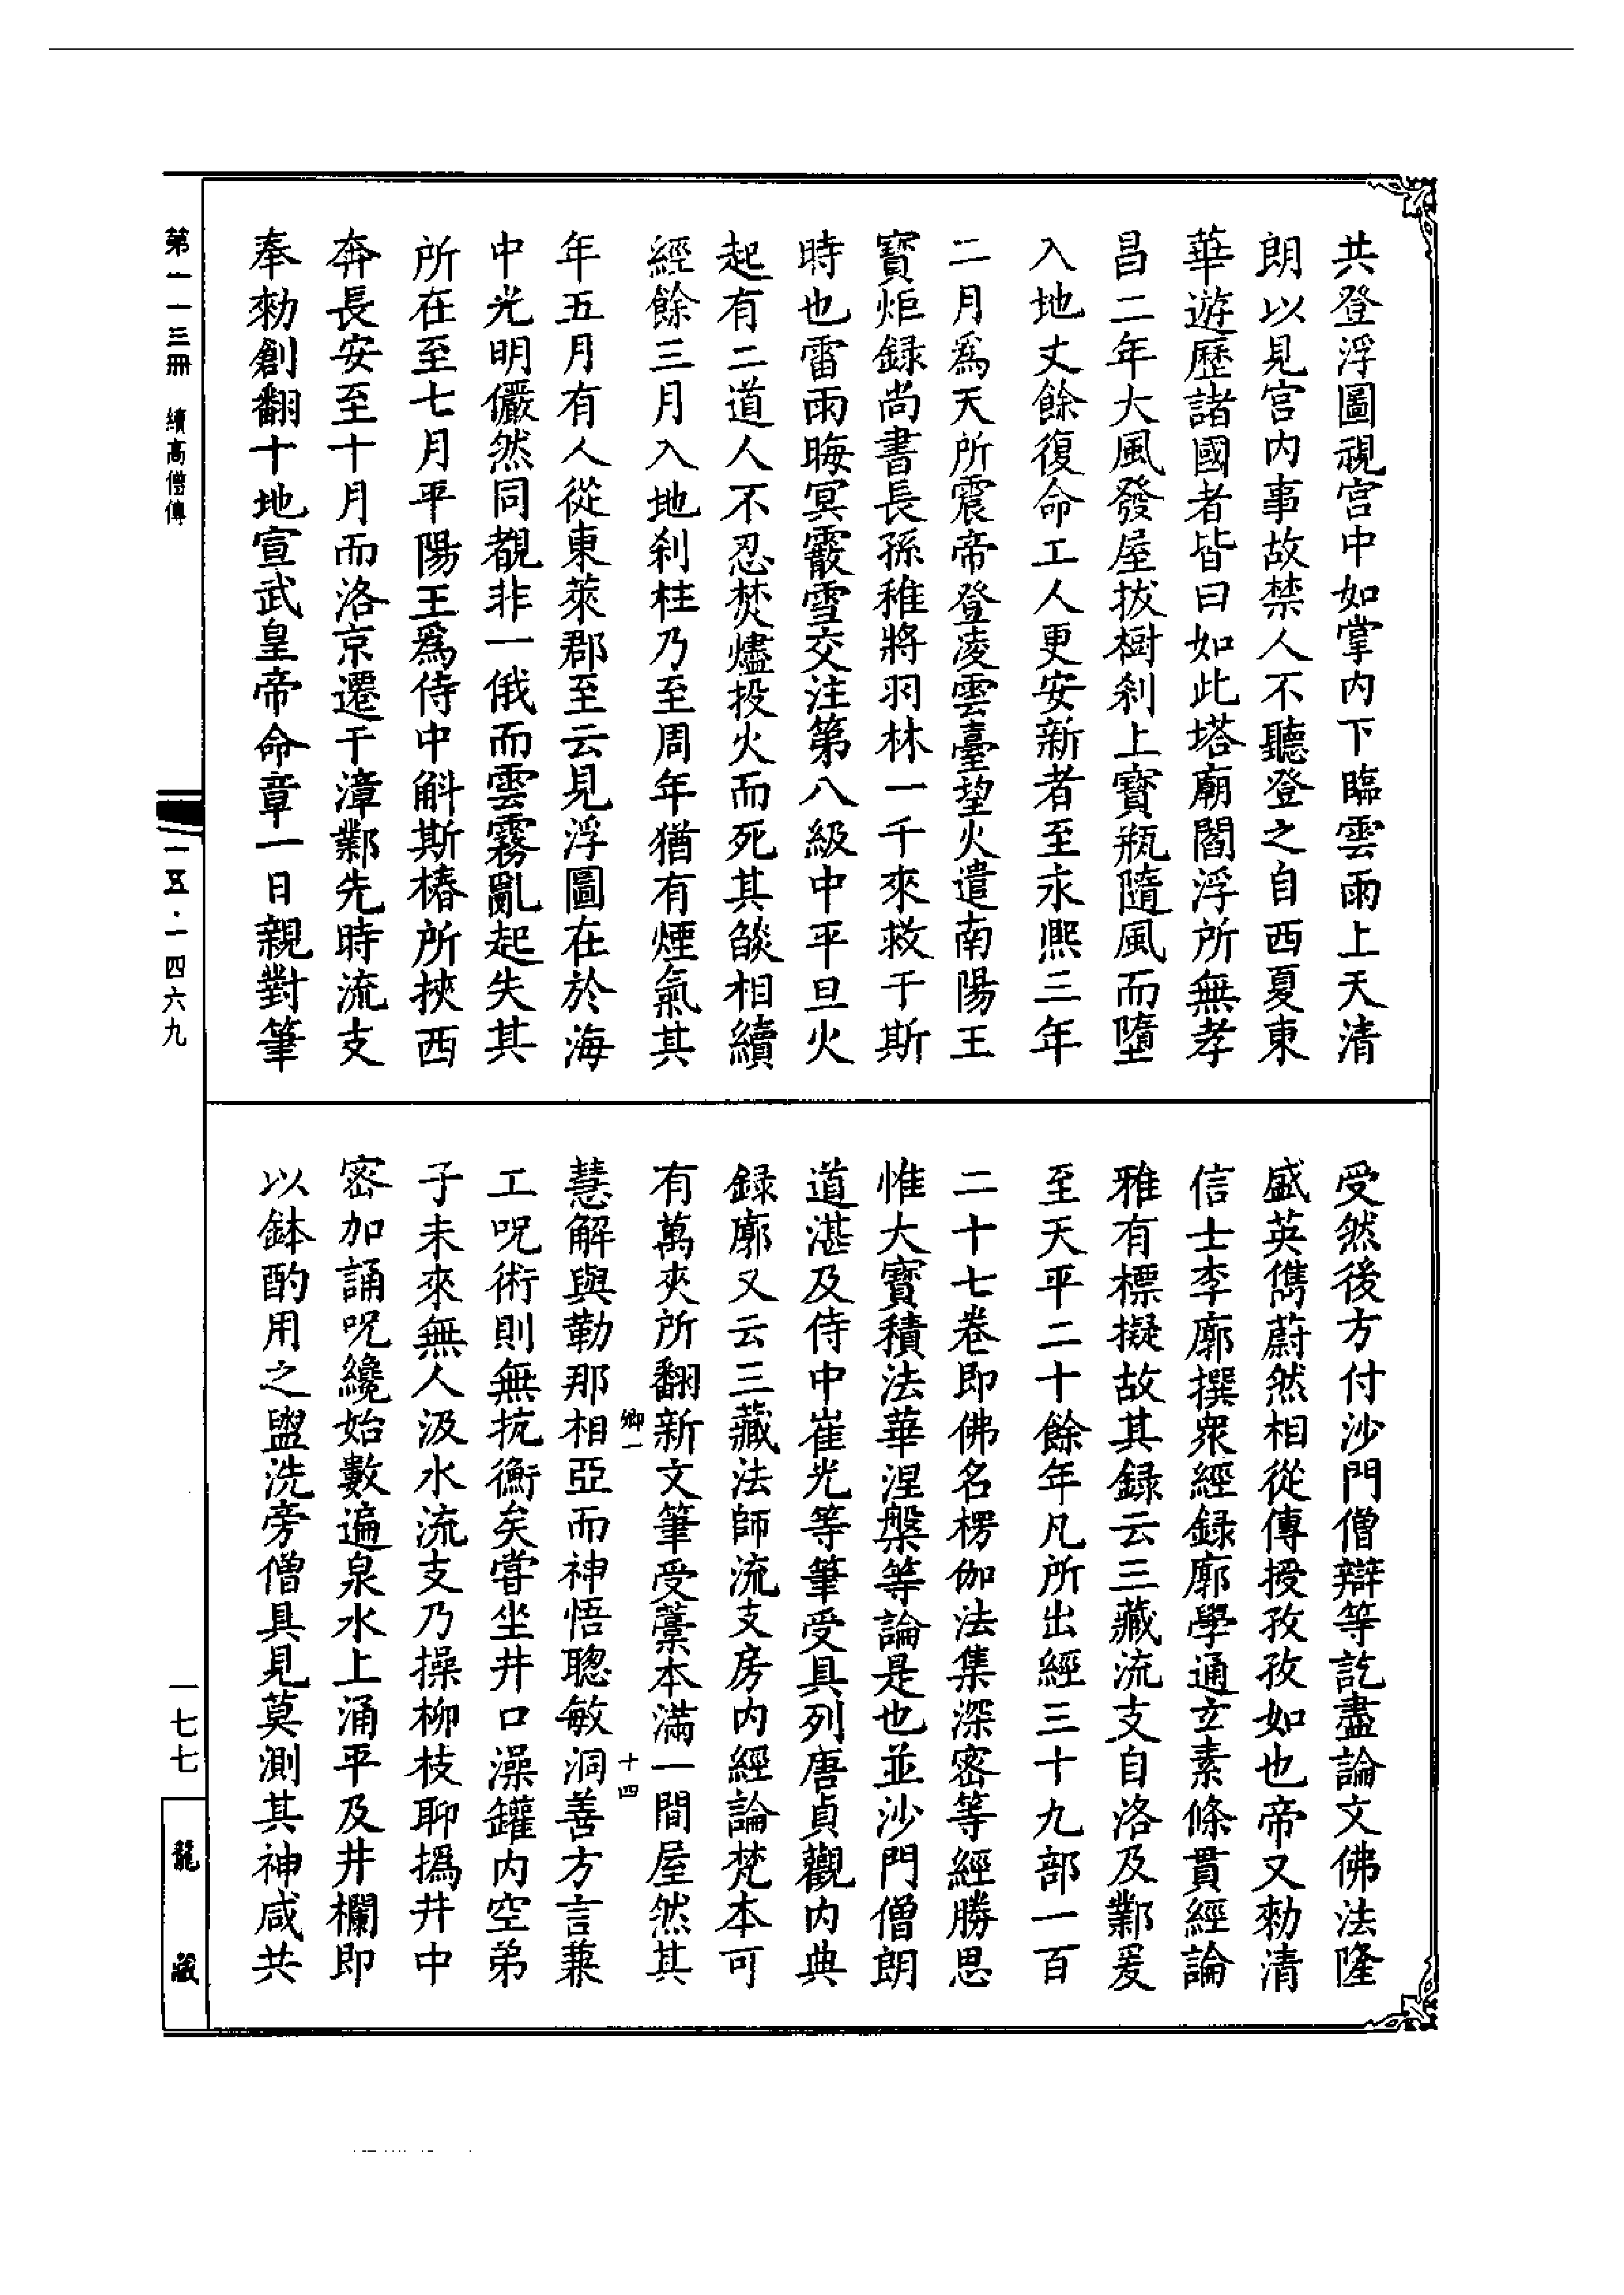 共登浮圖視宫中如掌内下臨雲雨上天清
朗以見宫内事故禁人不聽登之自西夏東
華遊歷諸國者皆曰如此塔廟閻浮所無孝
昌二年大風發屋拔樹刹上寳瓶隨風而墮
入地丈餘復命工人更安新者至永熙三年
二月爲天所震帝登凌雲臺望火遣南陽王
寳炬録尚書長孫稚將羽林一千來救于斯
時也雷雨晦冥霰雪交注第八級中平旦火
起有二道人不忍焚燼投火而死其燄相續
經餘三月入地刹柱乃至周年猶有煙氣其
年五月有人從東萊郡至云見浮圖在於海
中光明儼然同覩非一俄而雲霧亂起失其
所在至七月平陽王爲侍中斛斯椿所挾西
奔長安至十月而洛京遷于漳鄴先時流支
奉勑創翻十地宣武皇帝命章一日親對筆
受然後方付沙門僧辯等訖盡論文佛法隆
盛英儁蔚然相從傳授孜孜如也帝又勑清
信士李廓撰衆經録廓學通玄素條貫經論
雅有標擬故其録云三藏流支自洛及鄴爰
至天平二十餘年凡所出經三十九部一百
二十七卷即佛名楞伽法集深密等經勝思
惟大寳積法華涅槃等論是也並沙門僧朗
道湛及侍中崔光等筆受具列唐貞觀内典
録廓又云三藏法師流支房内經論梵本可
有萬夾所翻新文筆受藁本滿一間屋然其
卿一 十四
慧解與勒那相亞而神悟聰敏洞善方言兼
工呪術則無抗衡矣嘗坐井口澡罐内空弟
子未來無人汲水流支乃操柳枝聊撝井中
密加誦呪纔始數遍泉水上涌平及井欄即
以鉢酌用之盥洗旁僧具見莫測其神咸共
第一一三冊 續高僧傳
一五·一四六九
一七七
龍藏